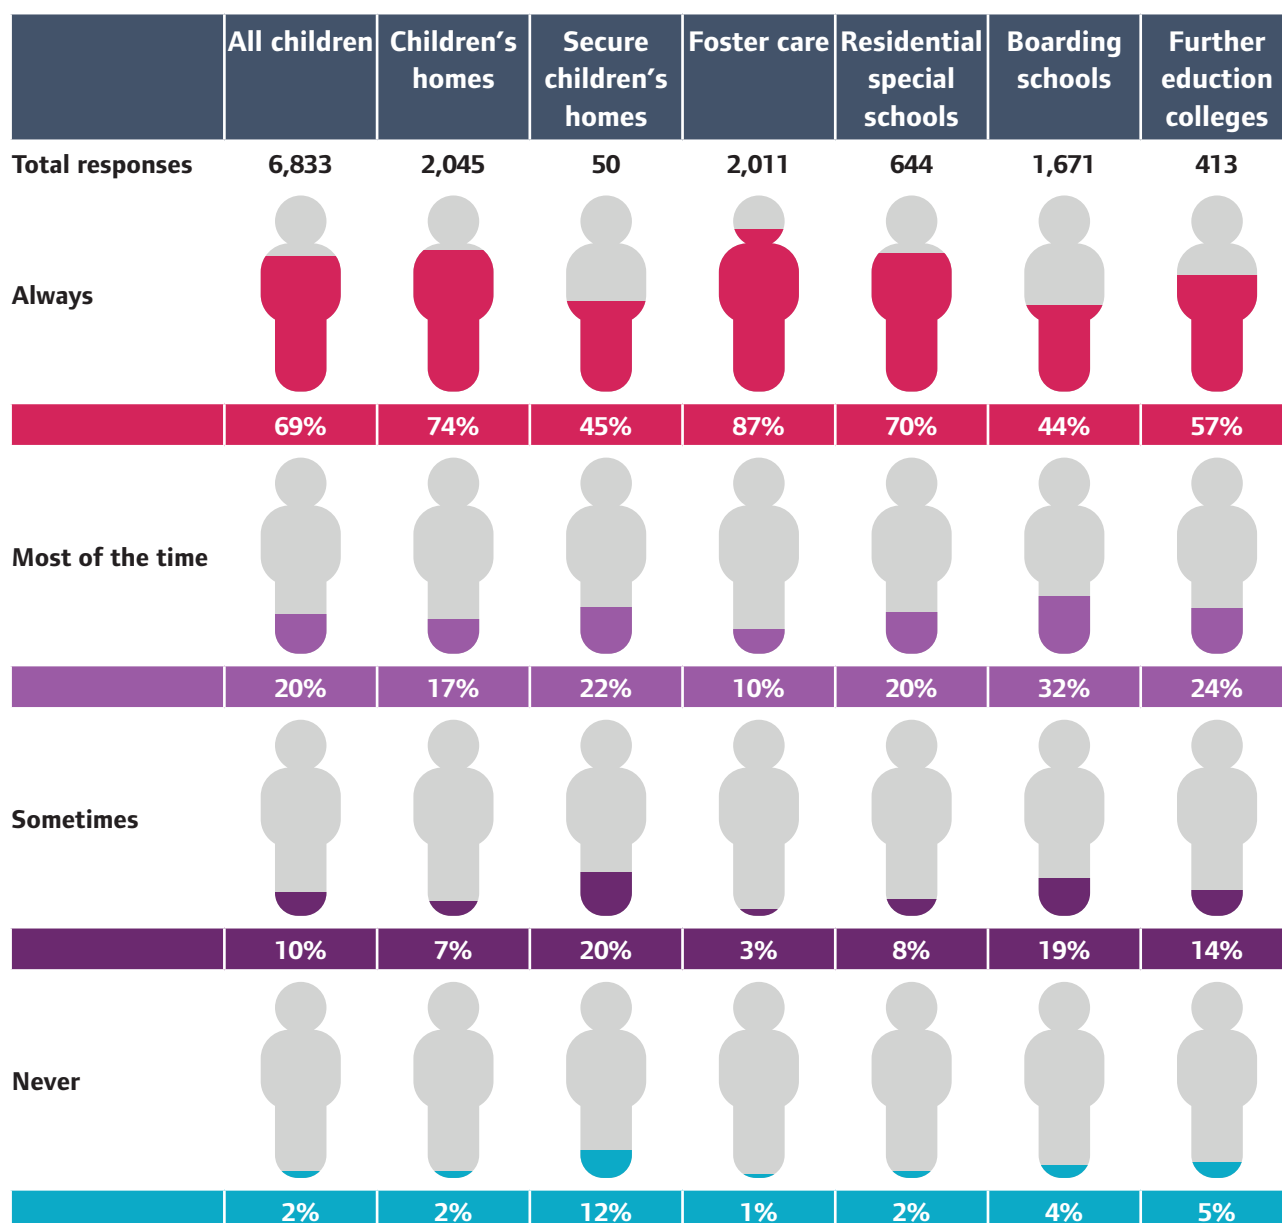 All children Children's homes Secure children's homes Foster care Residential special schools Boarding schools Further eduction colleges
Total responses 6,833 2,045 50 2,011 644 1,671 413
Always
69% 74% 45% 87% 70% 44% 57%
Most of the time
20% 17% 22% 10% 20% 32% 24%
Sometimes
10% 7% 20% 3% 8% 19% 14%
Never
2% 2% 12% 1% 2% 4% 5%